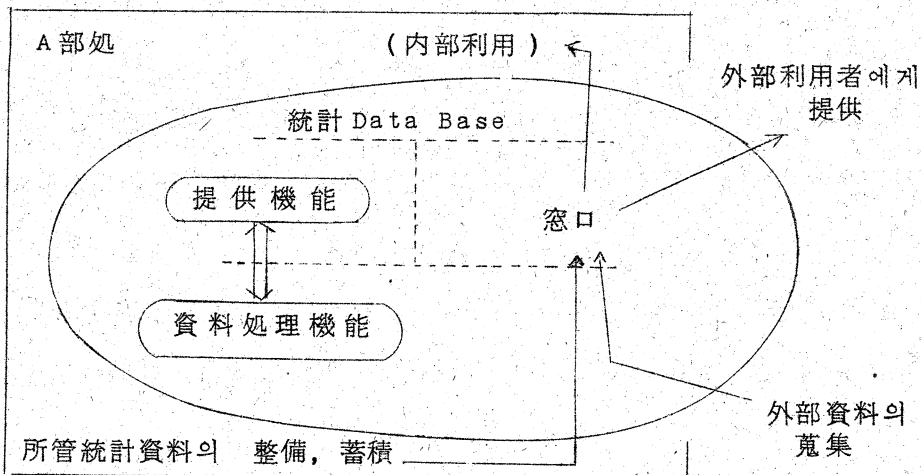 A部処
(内部利用)
外部利用者에게
提供
統計 Data Base
提供機能
窓口
資料処理機能
外部資料의
蒐集
所管統計資料의 整備, 蓄積